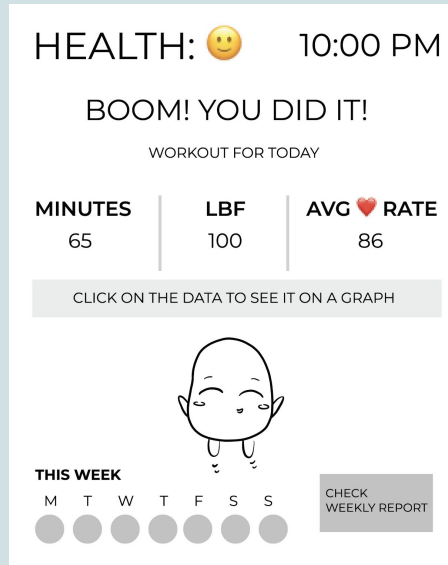 HEALTH: 🙂 10:00 PM
BOOM! YOU DID IT!
WORKOUT FOR TODAY
MINUTES LBF AVG ❤️ RATE
65 100 86
CLICK ON THE DATA TO SEE IT ON A GRAPH
THIS WEEK
M T W T F S S
CHECK
WEEKLY REPORT